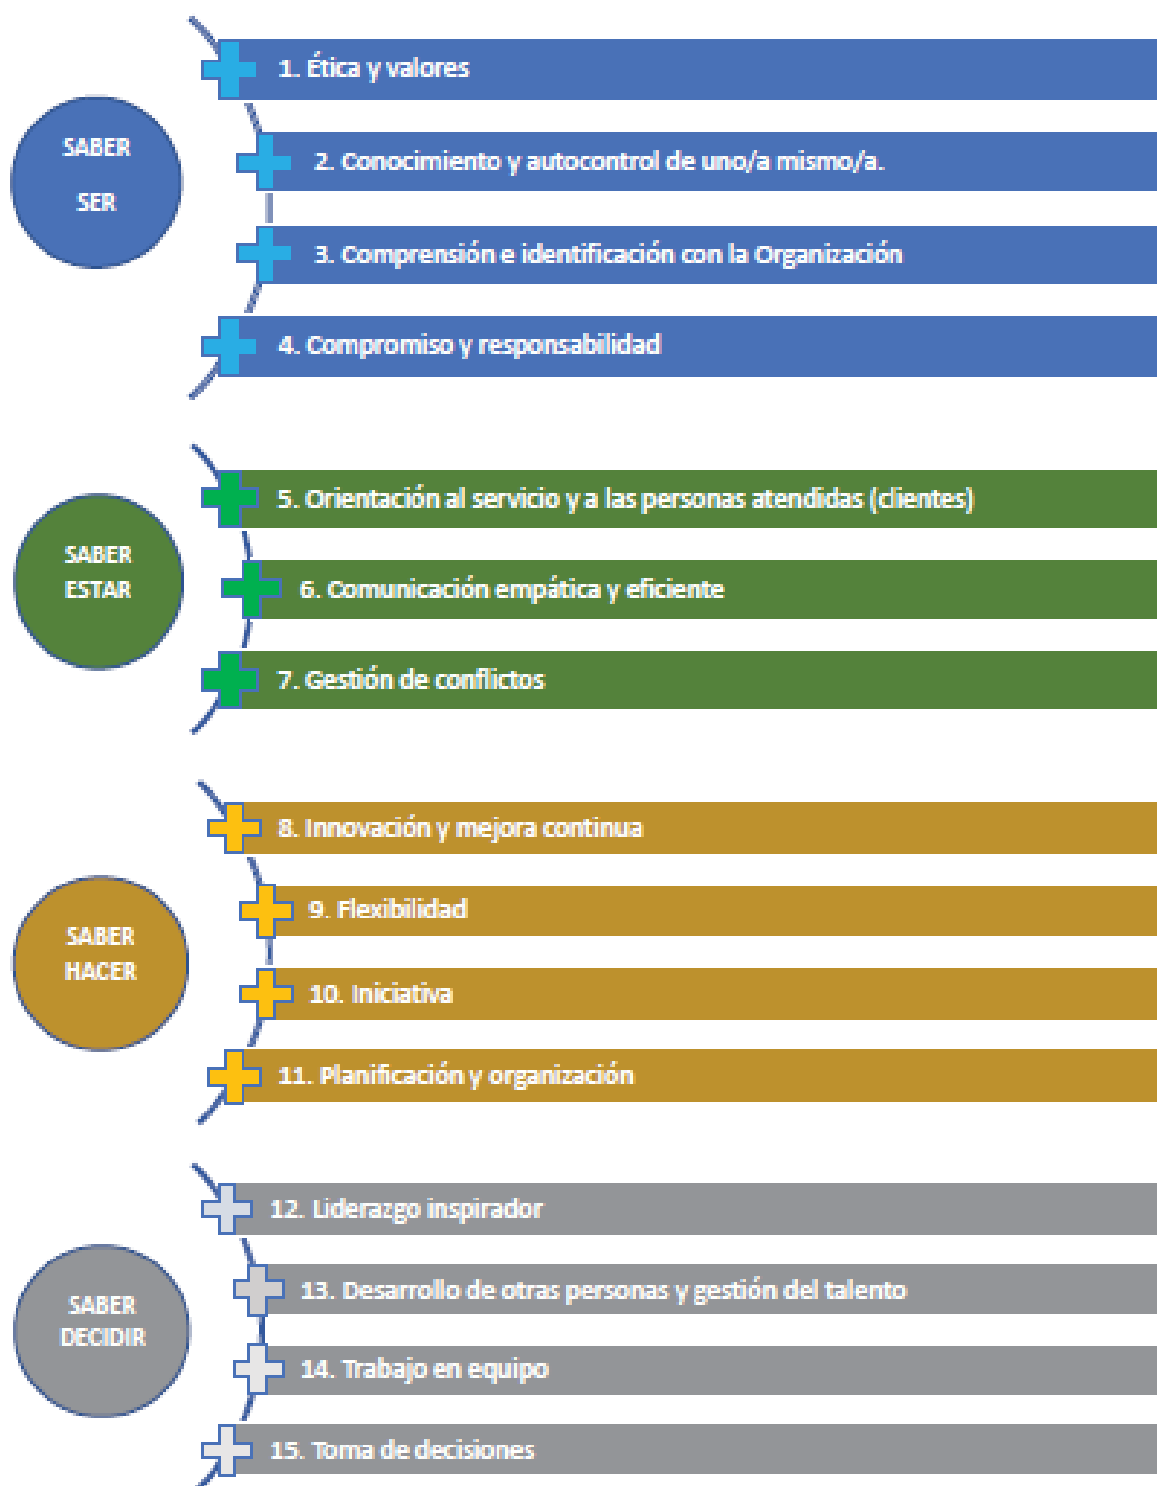 SABER
SER
1. Ética y valores
2. Conocimiento y autocontrol de uno/a mismo/a.
3. Comprensión e identificación con la Organización
4. Compromiso y responsabilidad
SABER
ESTAR
5. Orientación al servicio y a las personas atendidas (clientes)
6. Comunicación empática y eficiente
7. Gestión de conflictos
SABER
HACER
8. Innovación y mejora continua
9. Flexibilidad
10. Iniciativa
11. Planificación y organización
SABER
DECIDIR
12. Liderazgo inspirador
13. Desarrollo de otras personas y gestión del talento
14. Trabajo en equipo
15. Toma de decisiones